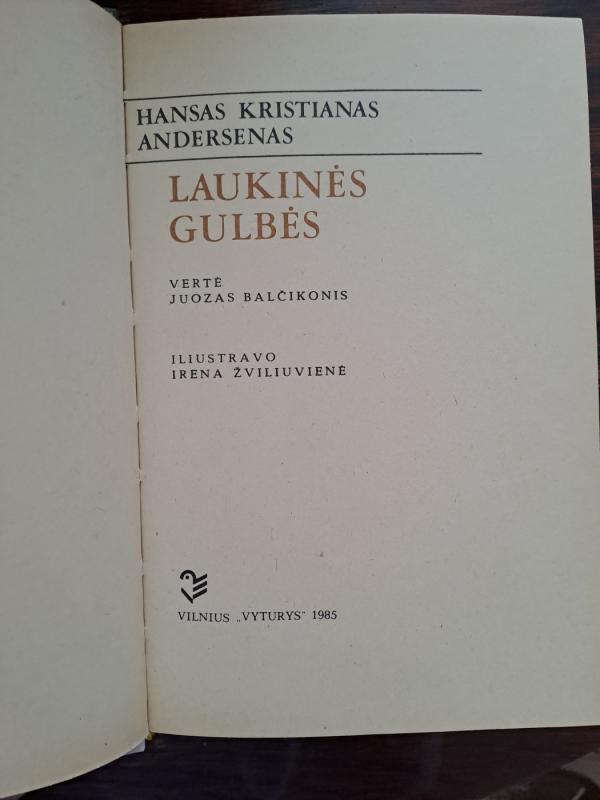 HANSAS KRISTIANAS
ANDERSENAS
LAUKINĖS
GULBĖS
VERTĖ
JUOZAS BALČIKONIS
ILIUSTRAVO
IRENA ŽVILIUVIENĖ
VILNIUS „VYTURYS" 1985